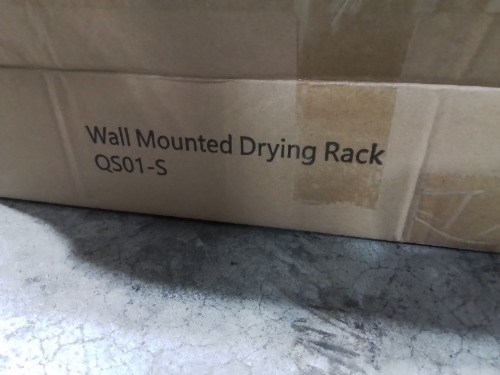 Wall Mounted Drying Rack
QS01-S